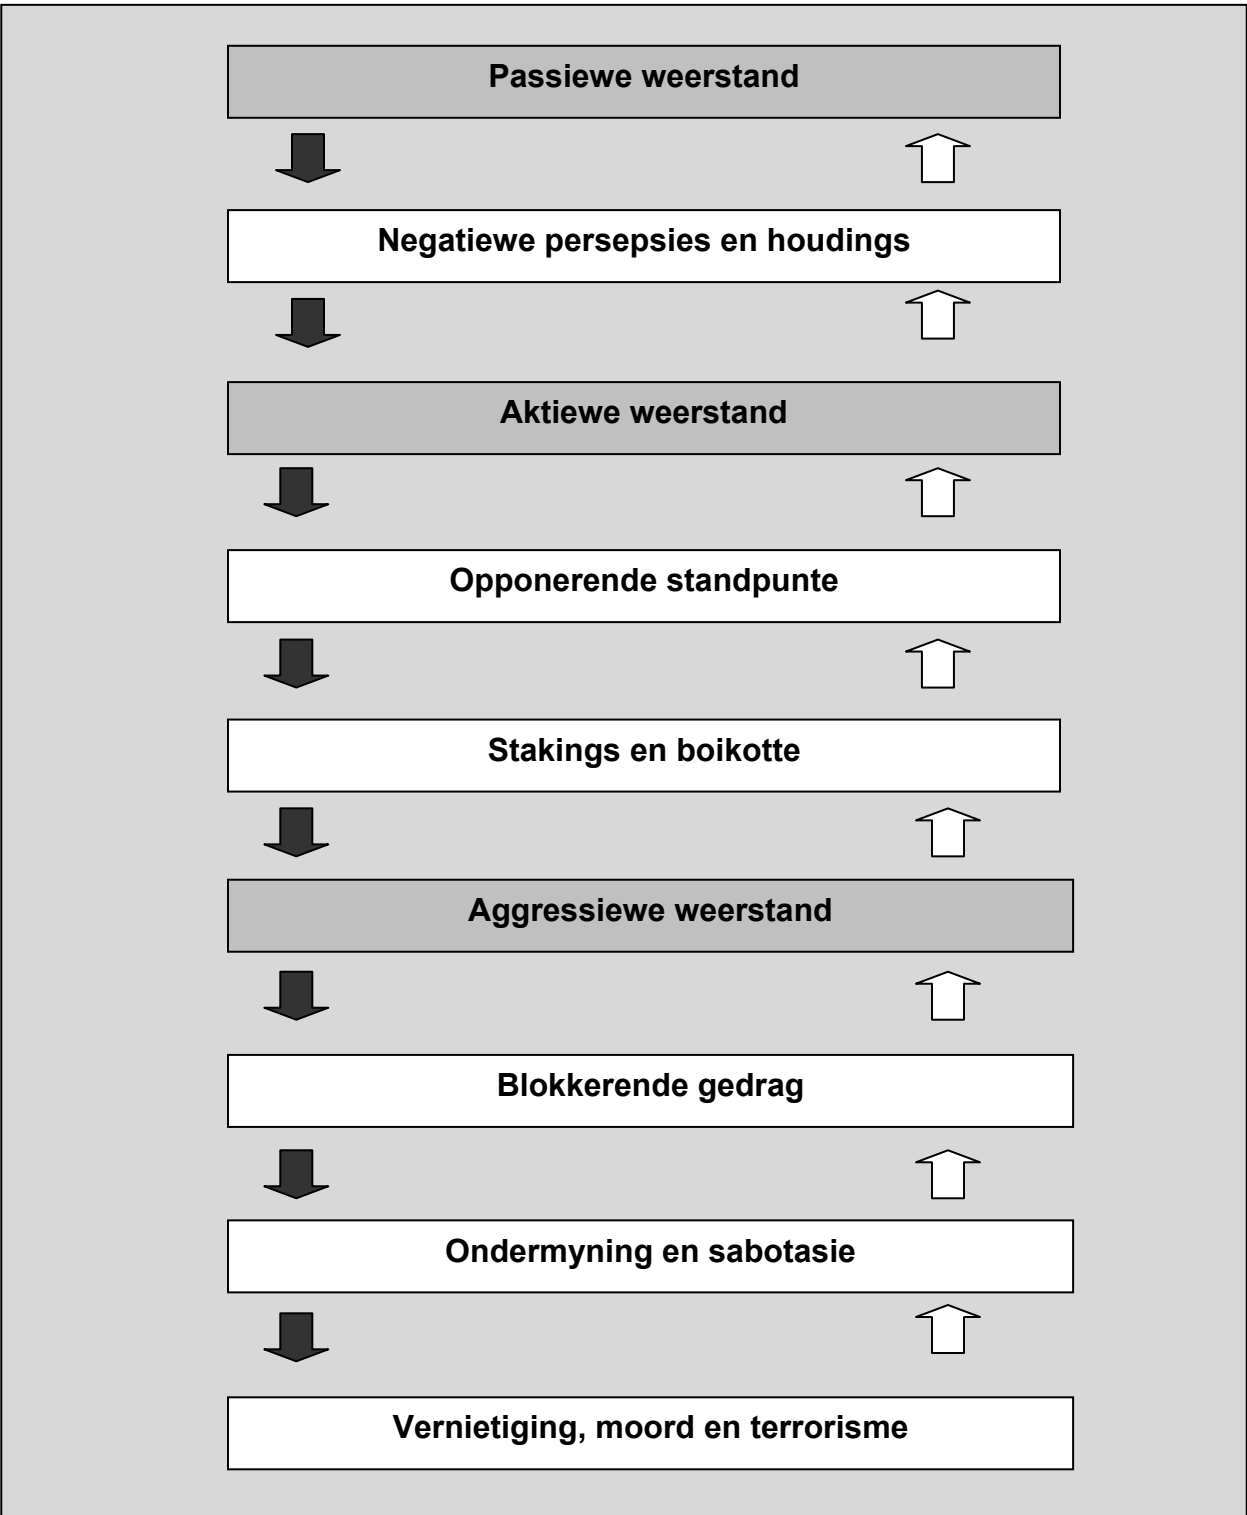 Passiewe weerstand
Negatiewe persepsies en houdings
Aktiewe weerstand
Opponerende standpunte
Stakings en boikotte
Aggressiewe weerstand
Blokkerende gedrag
Ondermyning en sabotasie
Vernietiging, moord en terrorisme